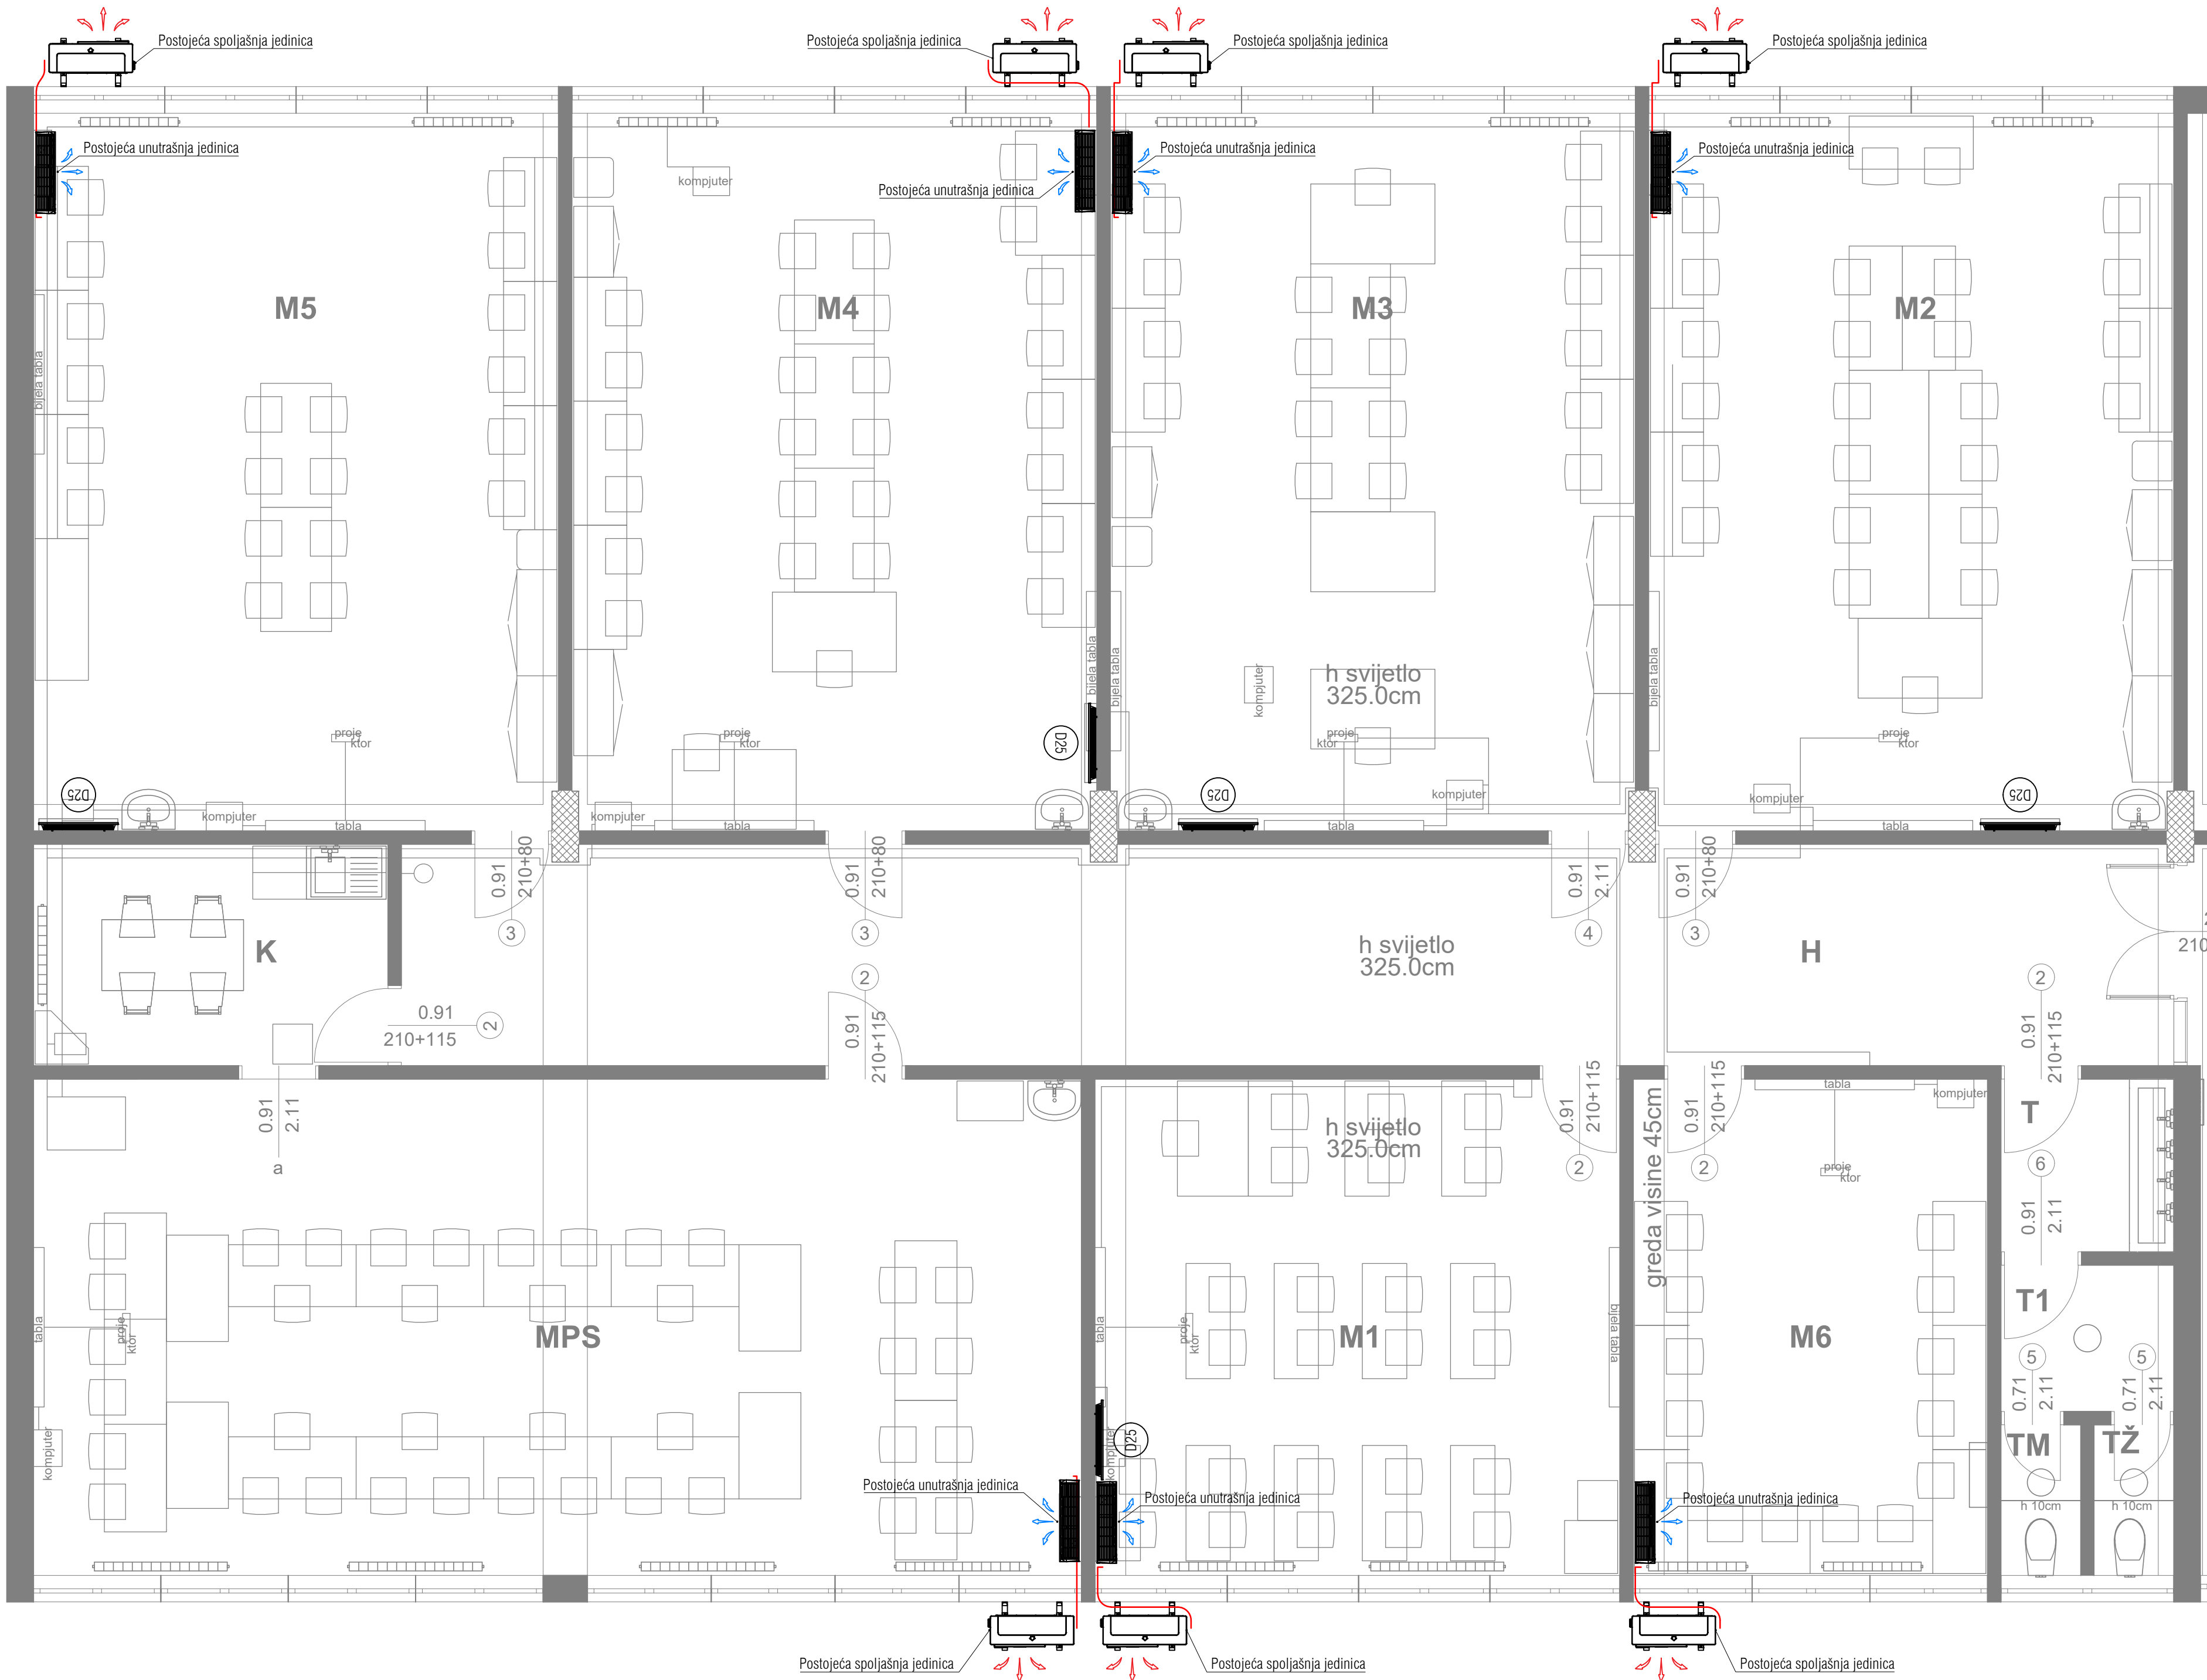 Postojeća spoljašnja jedinica
Postojeća spoljašnja jedinica
Postojeća spoljašnja jedinica
Postojeća spoljašnja jedinica
Postojeća unutrašnja jedinica
Postojeća unutrašnja jedinica
Postojeća unutrašnja jedinica
Postojeća unutrašnja jedinica
kompjuter
M5
M4
M3
M2
bijela tabla
bijela tabla
bijela tabla
bijela tabla
h svijetlo
325.0cm
kompjuter
proje
ktor
proje
ktor
proje
ktor
proje
ktor
D25
D25
D25
D25
kompjuter
tabla
kompjuter
tabla
tabla
kompjuter
kompjuter
tabla
0.91
210+80
3
0.91
210+80
3
0.91
2.11
4
0.91
210+80
3
K
h svijetlo
325.0cm
H
210
0.91
210+115
2
2
0.91
210+115
2
0.91
210+115
0.91
2.11
a
0.91
210+115
2
0.91
210+115
2
h svijetlo
325.0cm
greda visine 45cm
tabla
kompjuter
proje
ktor
T
6
0.91
2.11
T1
tabla
proje
ktor
kompjuter
MPS
tabla
proje
ktor
M1
bijela tabla
M6
5
0.71
2.11
5
0.71
2.11
TM
TŽ
D25
kompjuter
h 10cm
h 10cm
Postojeća unutrašnja jedinica
Postojeća unutrašnja jedinica
Postojeća unutrašnja jedinica
Postojeća spoljašnja jedinica
Postojeća spoljašnja jedinica
Postojeća spoljašnja jedinica